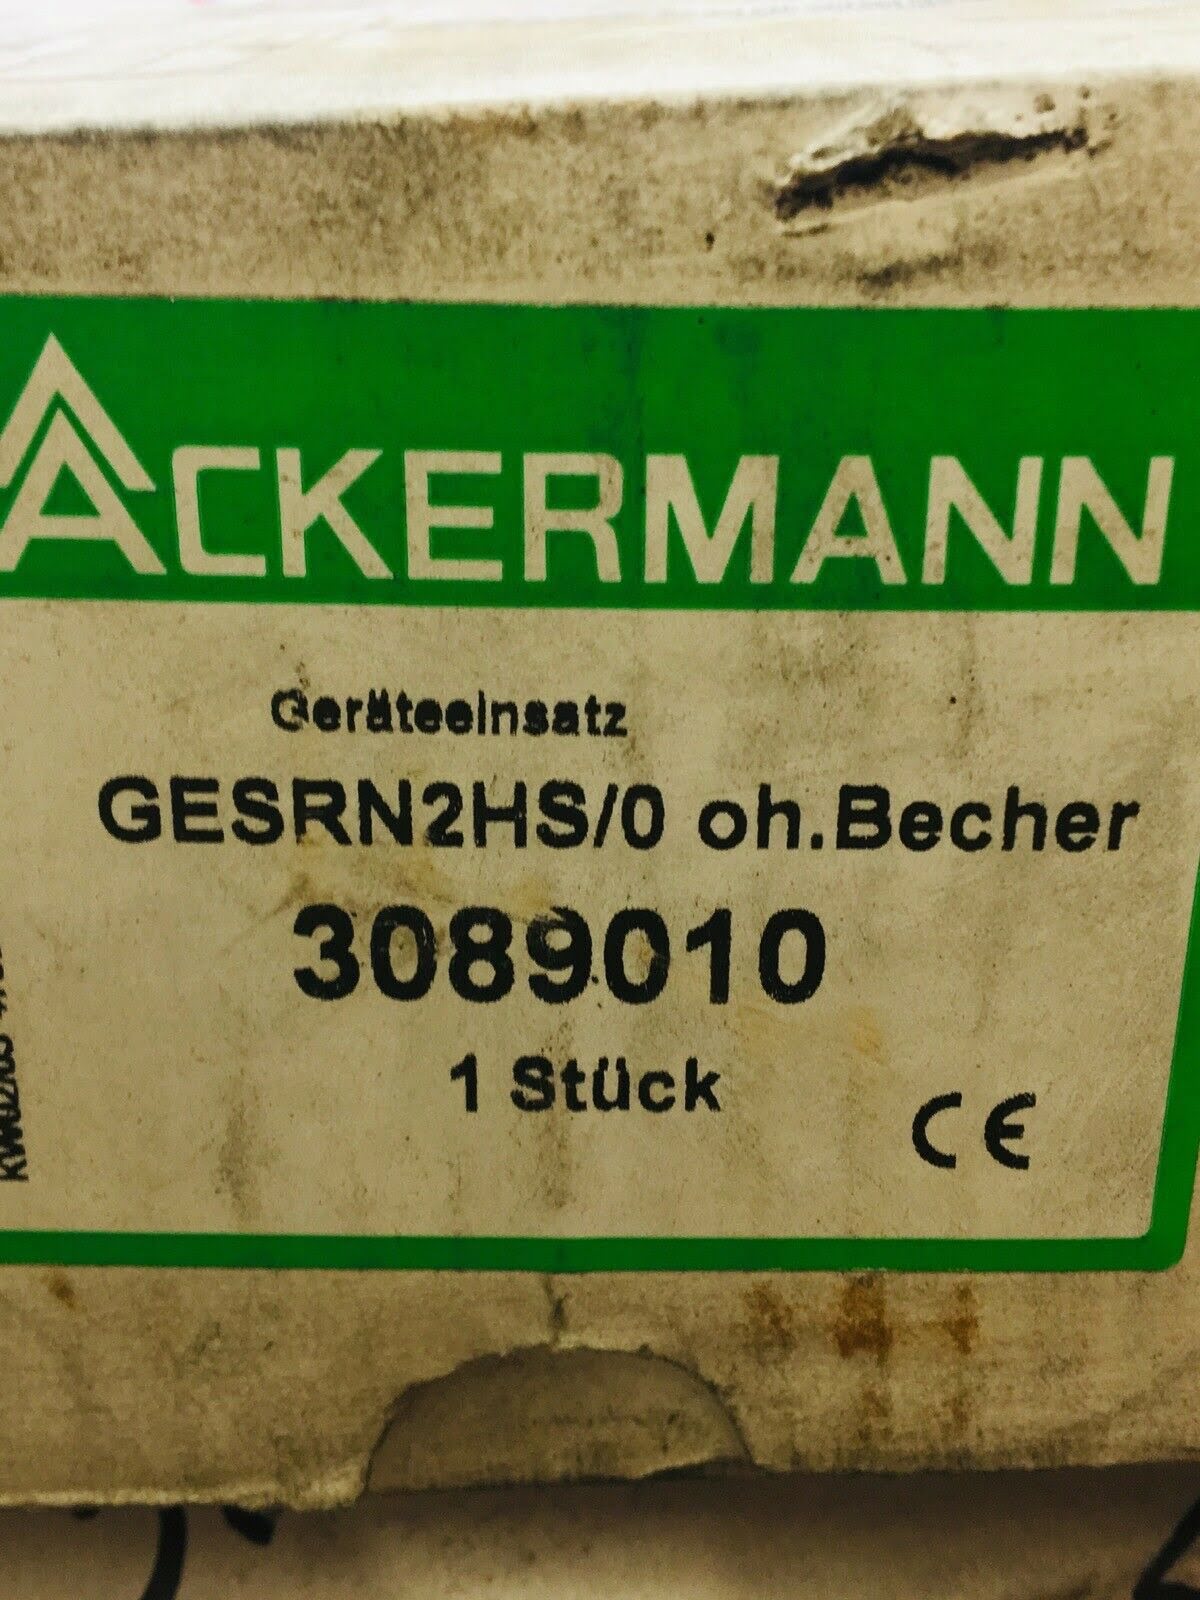 ACKERMANN
Geräteeinsatz
GESRN2HS/0 oh.Becher
3089010
1 Stück
CE